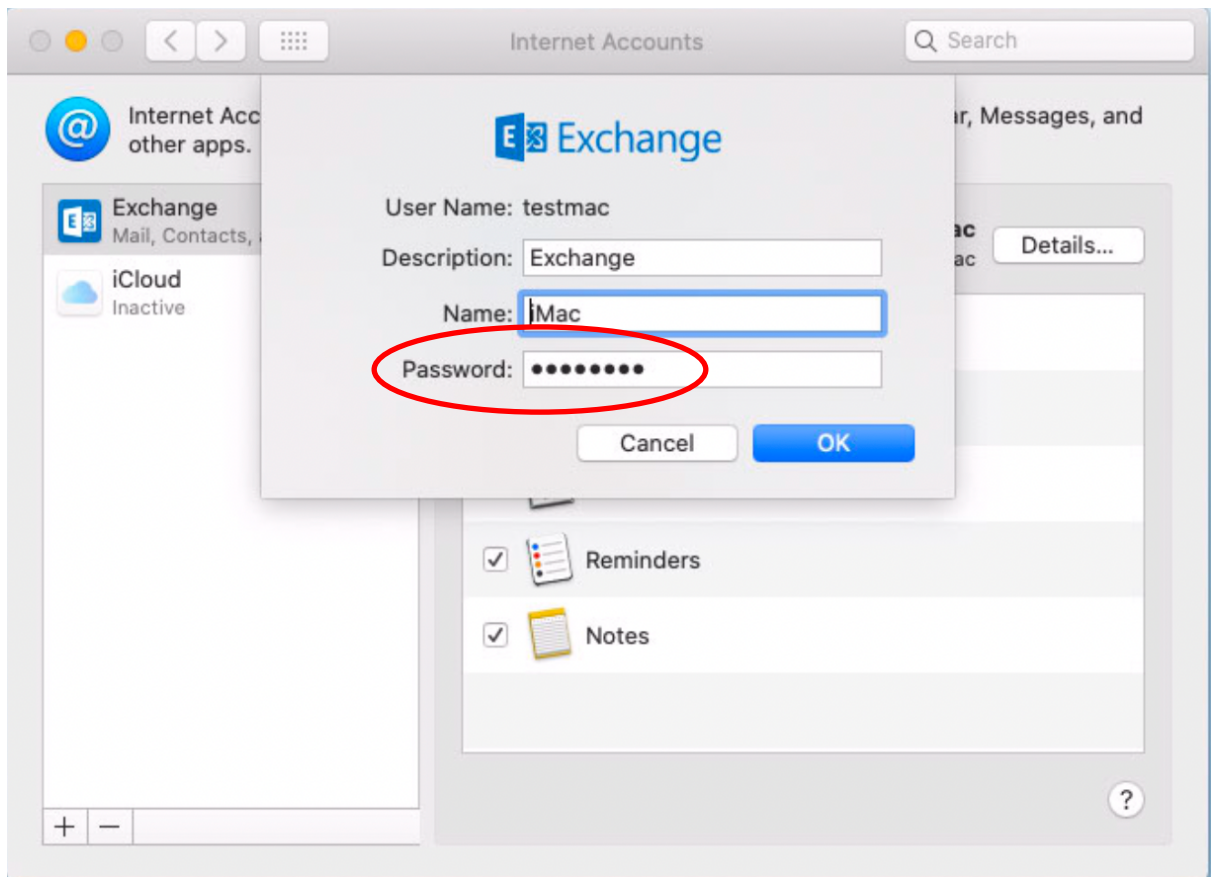 Internet Accounts
Search
Internet Acc
other apps.
ar, Messages, and
E Exchange
User Name: testmac
Description: Exchange
Name: iMac
Password: ••••••••
Cancel
OK
E
Exchange
Mail, Contacts,
iCloud
Inactive
ac
ac
Details...
Reminders
Notes
?